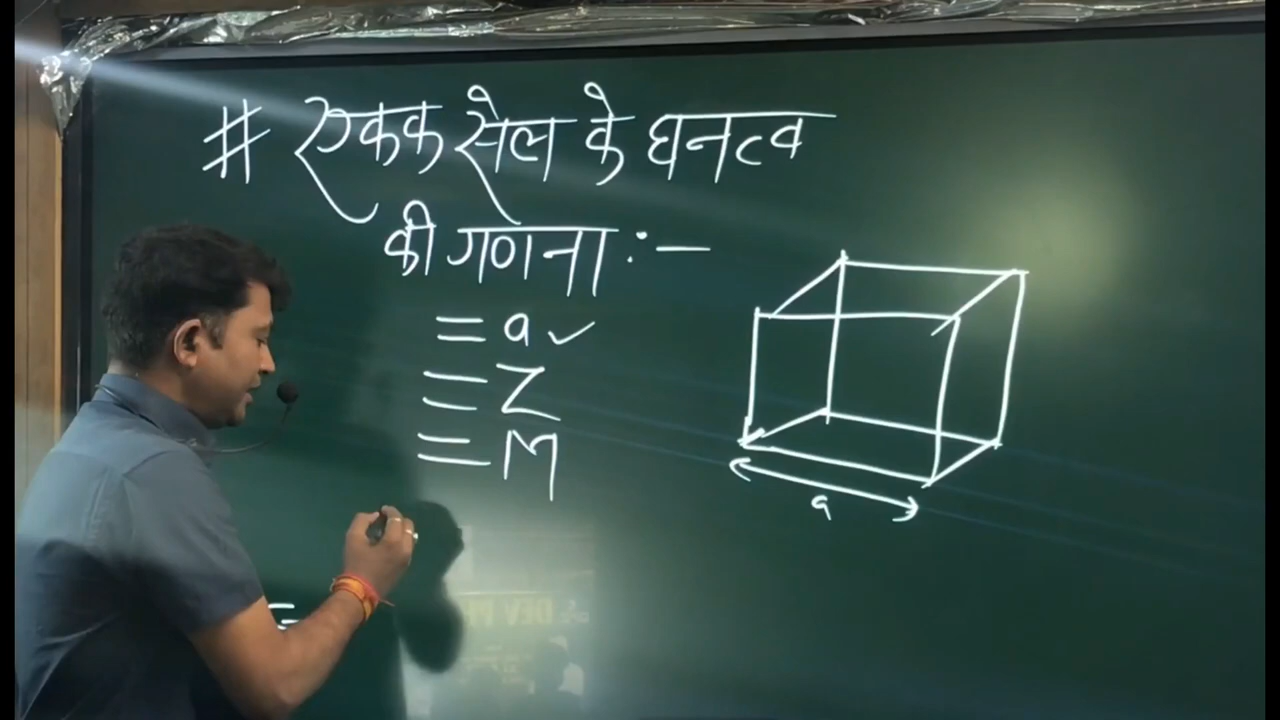 # एकक सेल के घनत्व
की गणना :-
= a ✓
= Z
= M
a
=